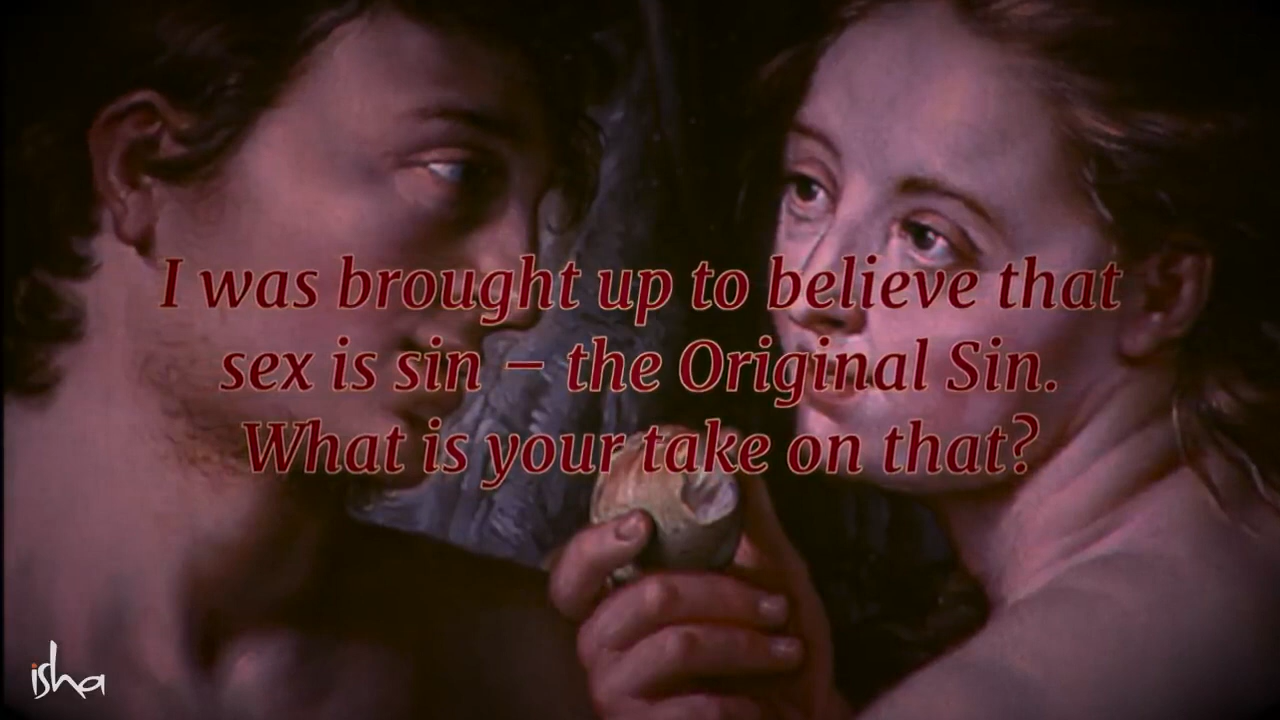 I was brought up to believe that
sex is sin – the Original Sin.
What is your take on that?
isha